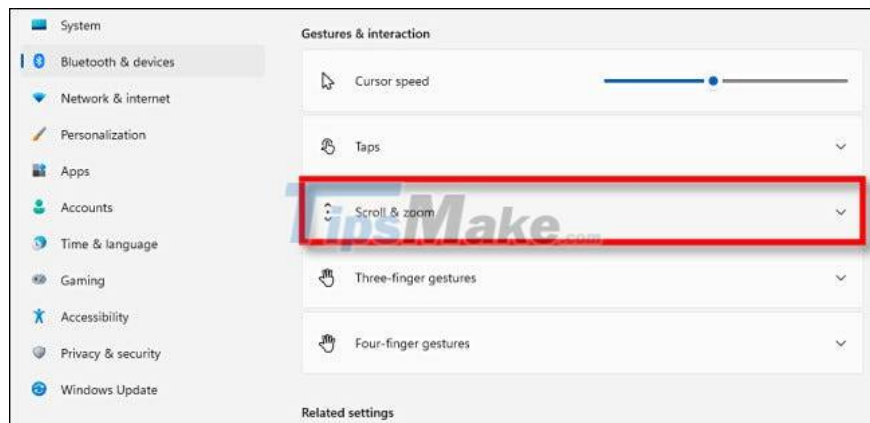 System
Bluetooth & devices
Network & internet
Personalization
Apps
Accounts
Time & language
Gaming
Accessibility
Privacy & security
Windows Update
Gestures & interaction
Cursor speed
Taps
Scroll & zoom
TipsMake.com
Three-finger gestures
Four-finger gestures
Related settings